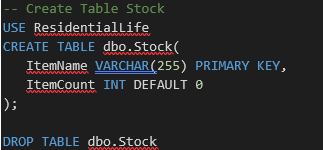 -- Create Table Stock
USE ResidentialLife
CREATE TABLE dbo.Stock(
ItemName VARCHAR(255) PRIMARY KEY,
ItemCount INT DEFAULT 0
);
DROP TABLE dbo.Stock